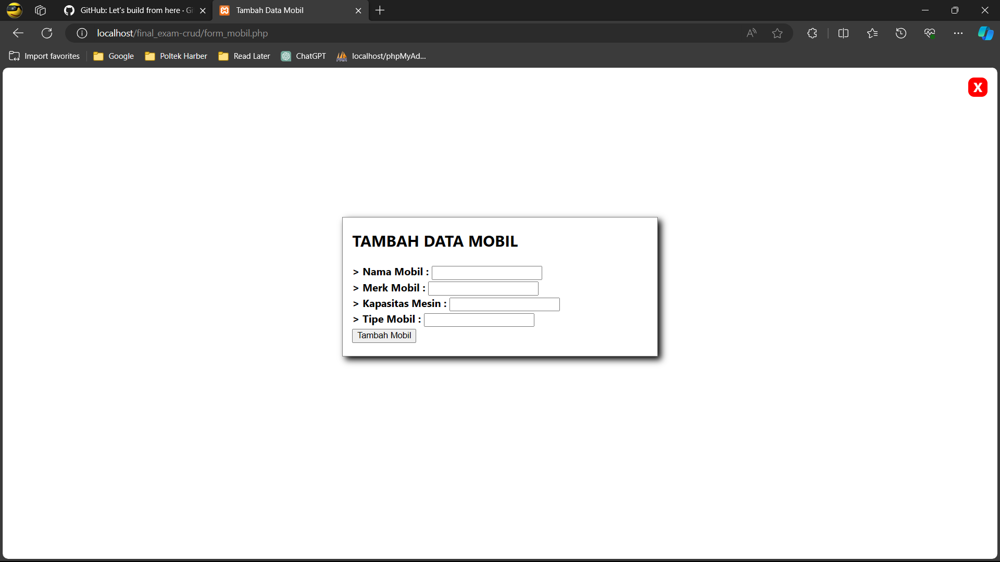 GitHub: Let's build from here · Gi
Tambah Data Mobil
localhost/final_exam-crud/form_mobil.php
Import favorites
Google
Poltek Harber
Read Later
ChatGPT
localhost/phpMyAd...
X
TAMBAH DATA MOBIL
> Nama Mobil :
> Merk Mobil :
> Kapasitas Mesin :
> Tipe Mobil :
Tambah Mobil